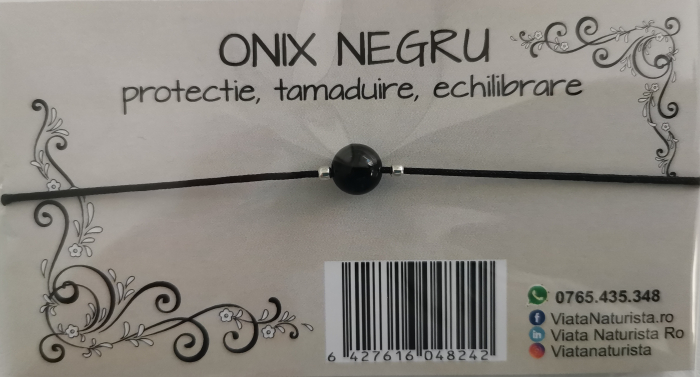 ONIX NEGRU
protectie, tamaduire, echilibrare
6 427616 048242
0765.435.348
ViataNaturista.ro
Viata Naturista Ro
Viatanaturista